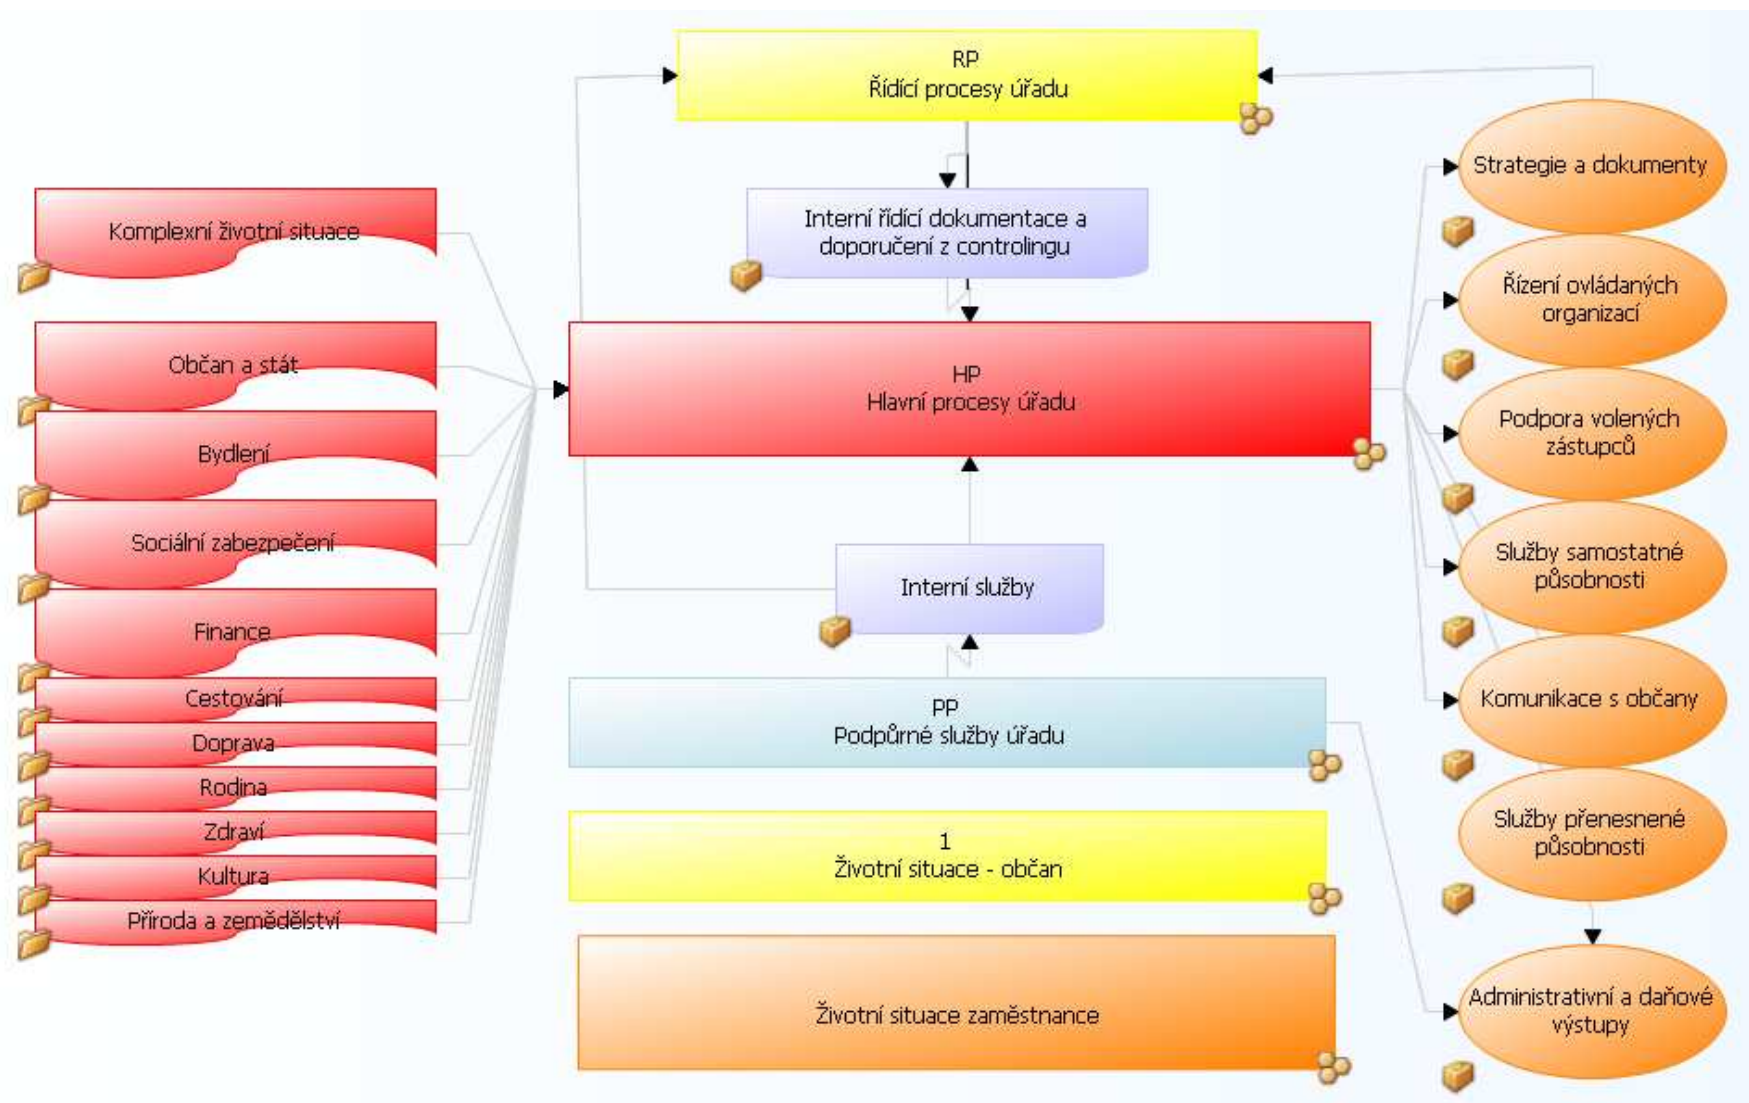 RP
Řídící procesy úřadu
Strategie a dokumenty
Interní řídící dokumentace a
doporučení z controlingu
Komplexní životní situace
Řízení ovládaných
organizací
Občan a stát
HP
Hlavní procesy úřadu
Podpora volených
zástupců
Bydlení
Sociální zabezpečení
Služby samostatné
působnosti
Interní služby
Finance
Cestování
Komunikace s občany
PP
Podpůrné služby úřadu
Doprava
Rodina
Zdraví
Služby přenesnené
působnosti
1
Životní situace - občan
Kultura
Příroda a zemědělství
Životní situace zaměstnance
Administrativní a daňové
výstupy